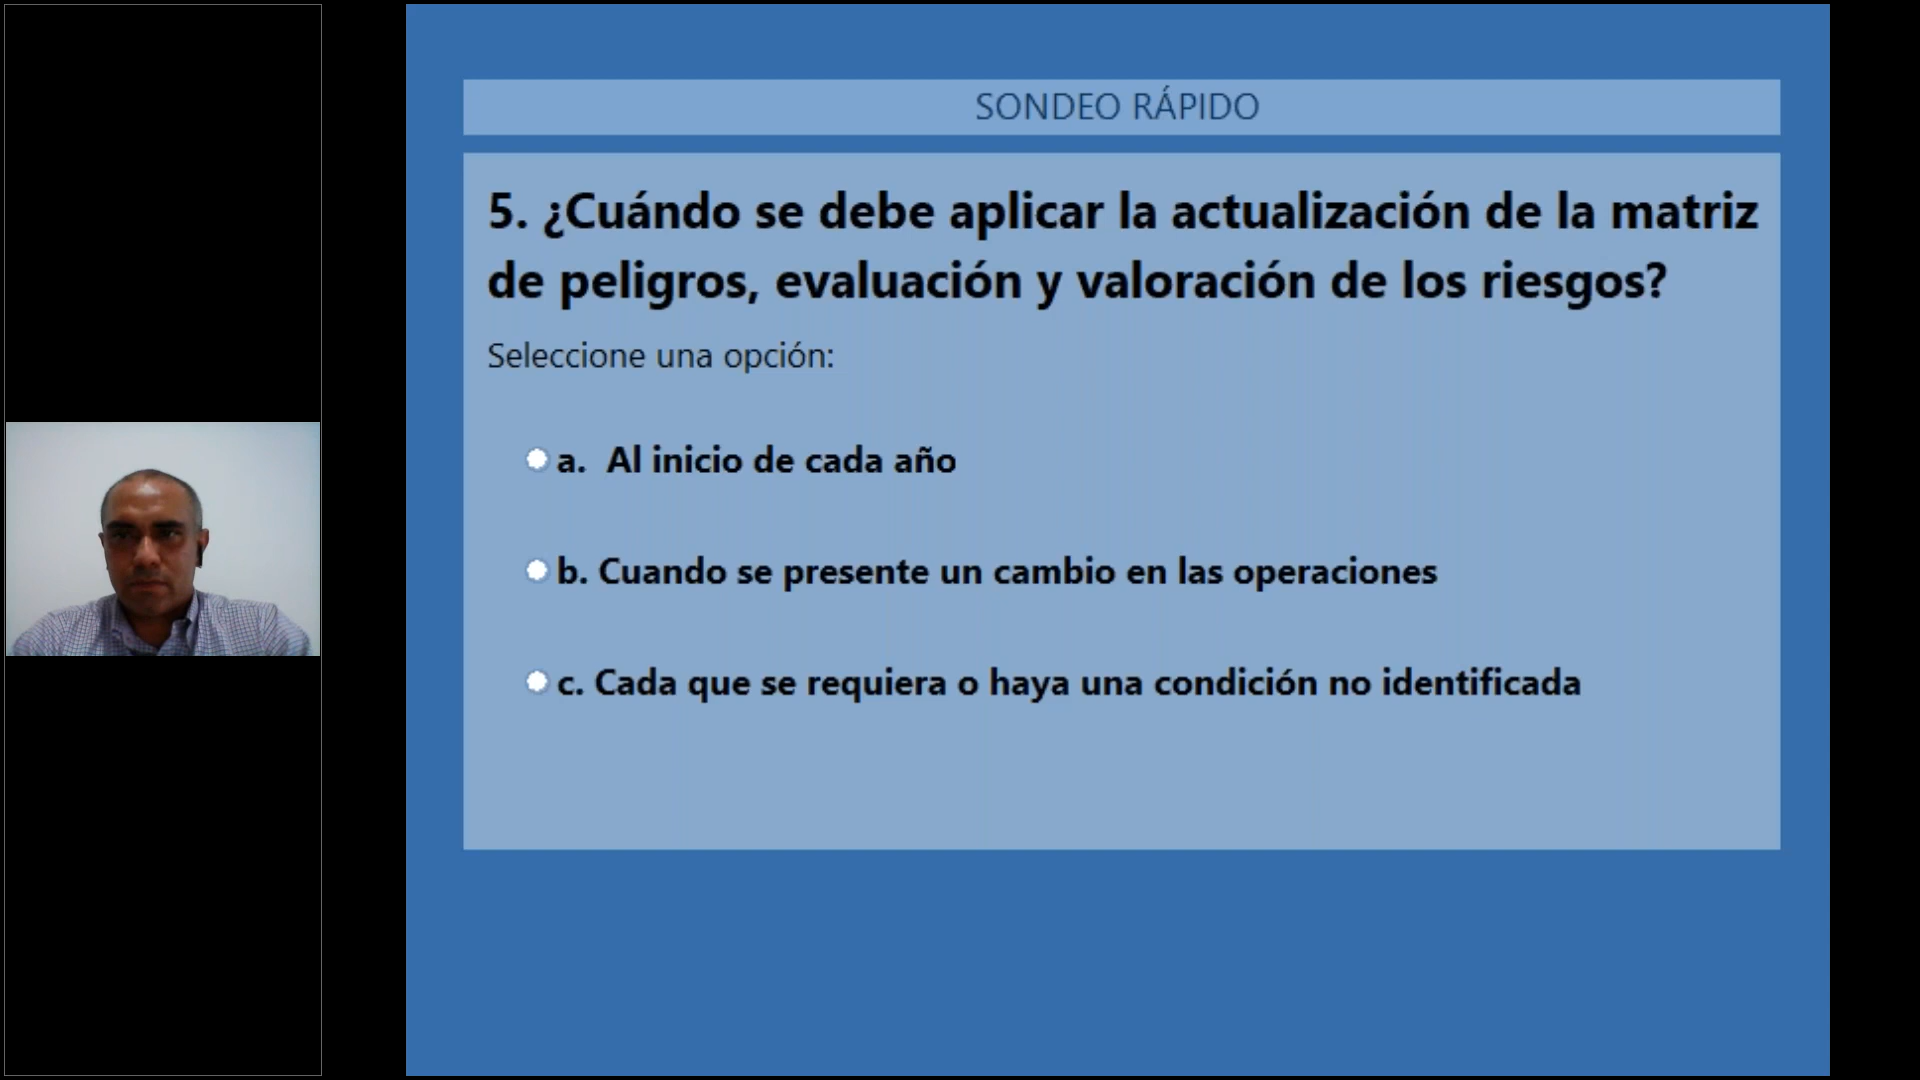 SONDEO RÁPIDO
5. ¿Cuándo se debe aplicar la actualización de la matriz
de peligros, evaluación y valoración de los riesgos?
Seleccione una opción:
a. Al inicio de cada año
b. Cuando se presente un cambio en las operaciones
c. Cada que se requiera o haya una condición no identificada